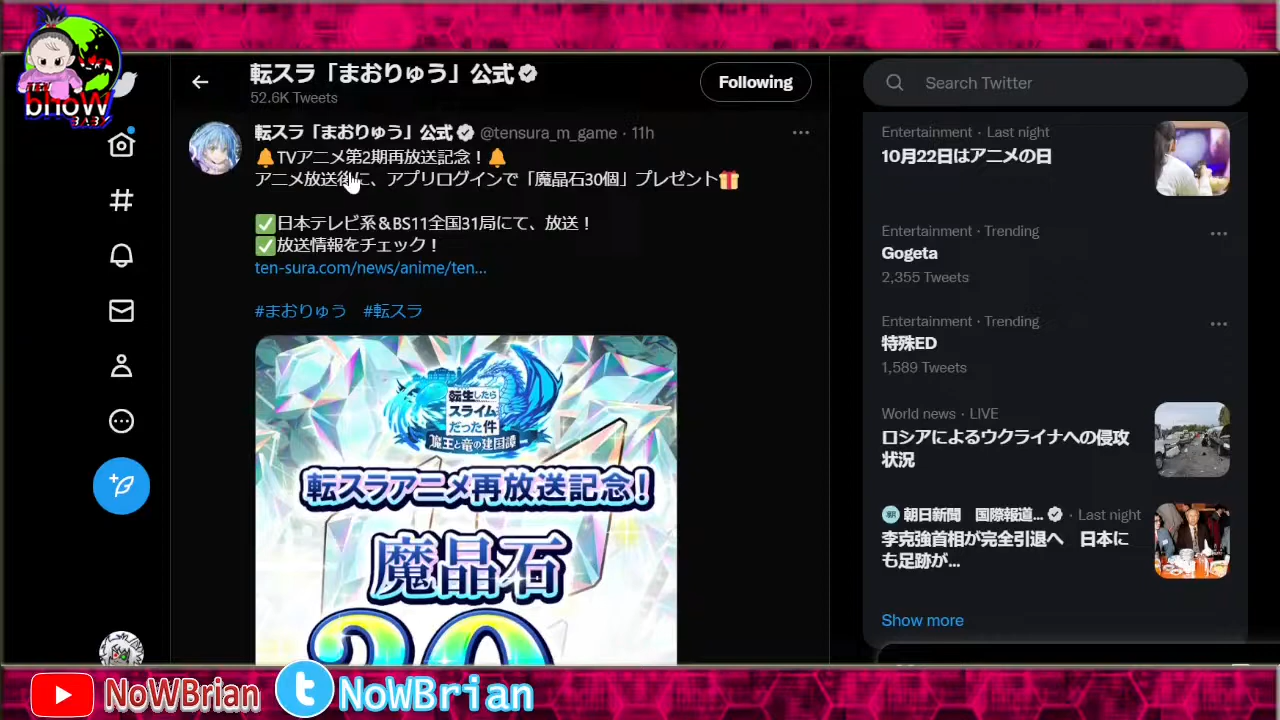 転スラ「まおりゅう」公式
52.6K Tweets
Following
転スラ「まおりゅう」公式 @tensura_m_game · 11h
🔔TVアニメ第2期再放送記念！🔔
アニメ放送後に、アプリログインで「魔晶石30個」プレゼント🎁
✅日本テレビ系＆BS11全国31局にて、放送！
✅放送情報をチェック！
ten-sura.com/news/anime/ten...
#まおりゅう #転スラ
転生したら
スライム
だった件
魔王と竜の建国譚
転スラアニメ再放送記念！
魔晶石
30
Search Twitter
Entertainment · Last night
10月22日はアニメの日
Entertainment · Trending
Gogeta
2,355 Tweets
Entertainment · Trending
特殊ED
1,589 Tweets
World news · LIVE
ロシアによるウクライナへの侵攻
状況
朝日新聞 国際報道... · Last night
李克強首相が完全引退へ 日本に
も足跡が...
Show more
NoWBrian
NoWBrian